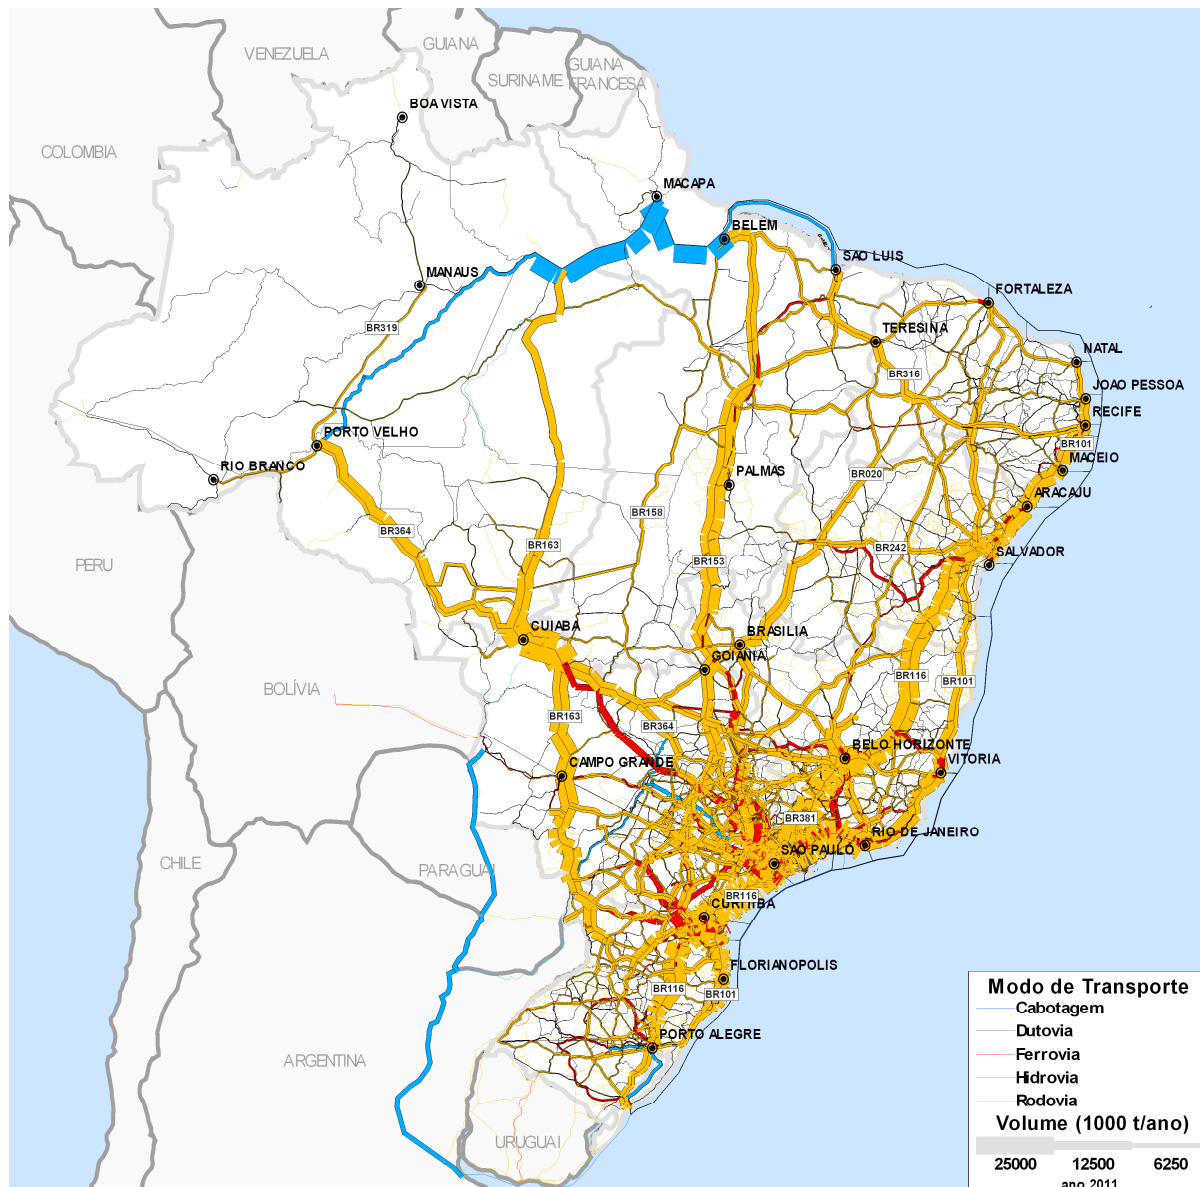 VENEZUELA
GUIANA
SURINAME
GUIANA
FRANCESA
COLOMBIA
BOA VISTA
MACAPA
BELEM
SAO LUIS
MANAUS
FORTALEZA
BR319
TERESINA
NATAL
BR316
JOAO PESSOA
RECIFE
PORTO VELHO
BR101
MACEIO
RIO BRANCO
PALMAS
BR020
ARACAJU
BR158
BR364
BR163
BR242
SALVADOR
BR153
PERU
CUIABA
BRASILIA
GOIANIA
BR116
BR101
BOLÍVIA
BR163
BR364
BELO HORIZONTE
VITORIA
CAMPO GRANDE
BR381
RIO DE JANEIRO
SAO PAULO
CHILE
PARAGUAI
BR116
CURITIBA
FLORIANOPOLIS
BR116
BR101
PORTO ALEGRE
ARGENTINA
URUGUAI
Modo de Transporte
Cabotagem
Dutovia
Ferrovia
Hidrovia
Rodovia
Volume (1000 t/ano)
25000 12500 6250
ano 2011